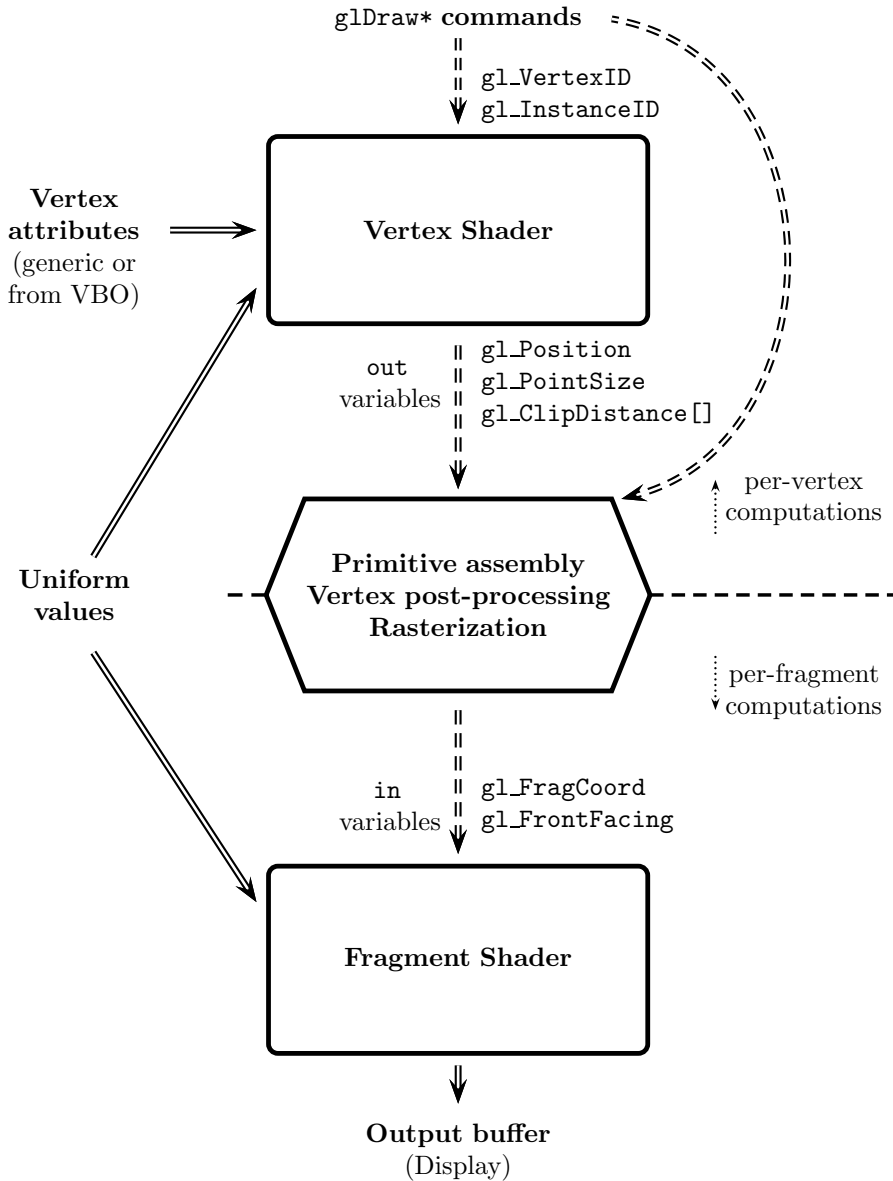 glDraw* commands
gl_VertexID
gl_InstanceID
Vertex
attributes
(generic or
from VBO)
Vertex Shader
out
variables
gl_Position
gl_PointSize
gl_ClipDistance[]
per-vertex
computations
Uniform
values
Primitive assembly
Vertex post-processing
Rasterization
per-fragment
computations
in
variables
gl_FragCoord
gl_FrontFacing
Fragment Shader
Output buffer
(Display)